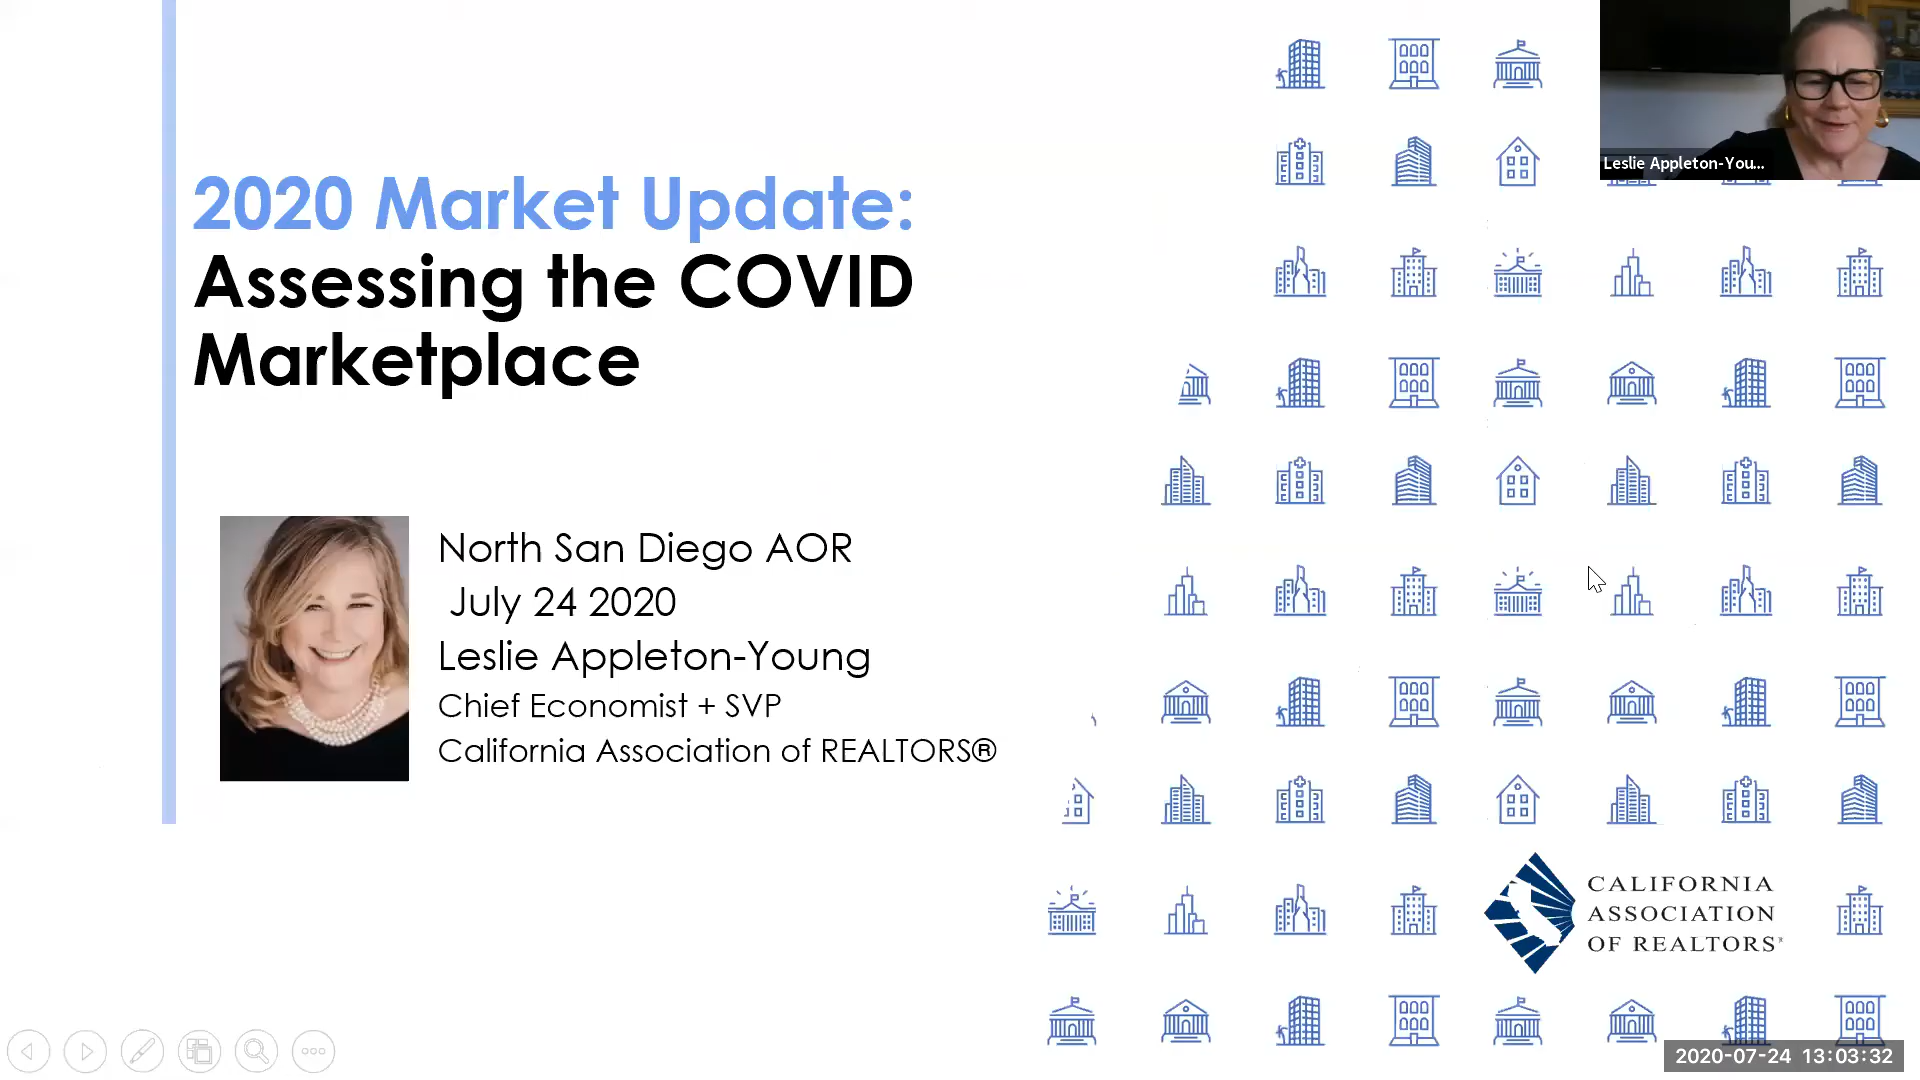 Leslie Appleton-You...
2020 Market Update:
Assessing the COVID
Marketplace
North San Diego AOR
July 24 2020
Leslie Appleton-Young
Chief Economist + SVP
California Association of REALTORS®
CALIFORNIA
ASSOCIATION
OF REALTORS®
2020-07-24 13:03:32